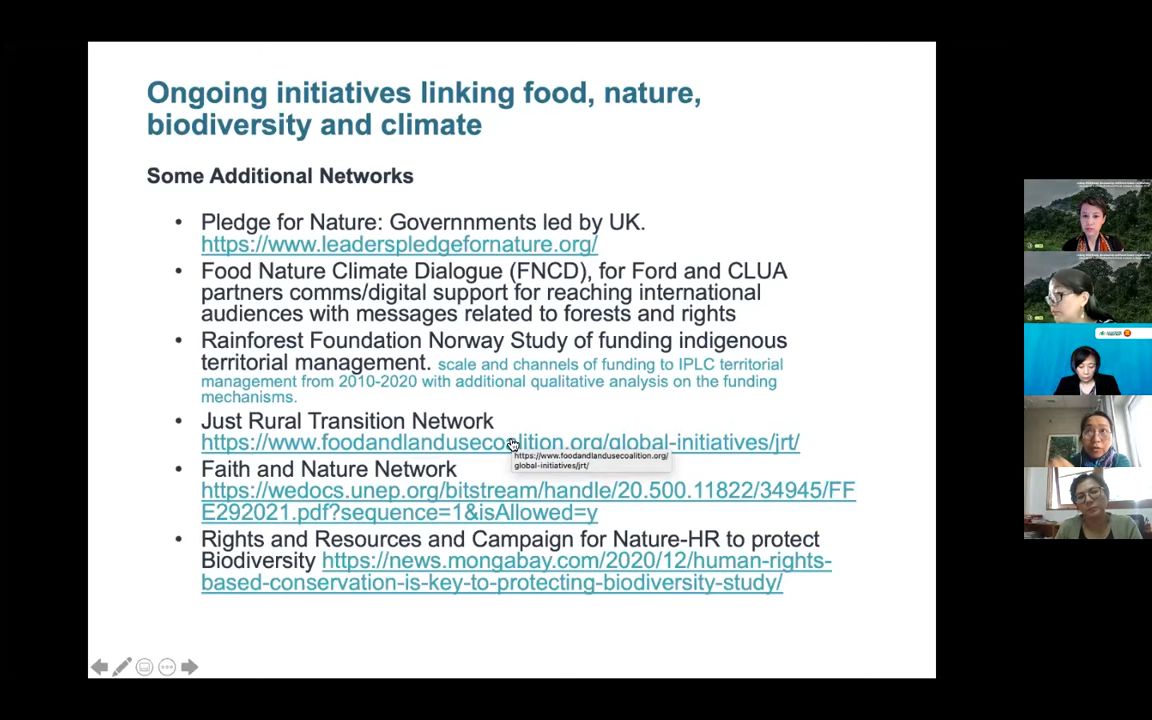 Ongoing initiatives linking food, nature,
biodiversity and climate
Some Additional Networks
• Pledge for Nature: Governnments led by UK.
https://www.leaderspledgefornature.org/
• Food Nature Climate Dialogue (FNCD), for Ford and CLUA
partners comms/digital support for reaching international
audiences with messages related to forests and rights
• Rainforest Foundation Norway Study of funding indigenous
territorial management. scale and channels of funding to IPLC territorial
management from 2010-2020 with additional qualitative analysis on the funding
mechanisms.
• Just Rural Transition Network
https://www.foodandlandusecoalition.org/global-initiatives/jrt/
https://www.foodandlandusecoalition.org/
global-initiatives/jrt/
• Faith and Nature Network
https://wedocs.unep.org/bitstream/handle/20.500.11822/34945/FF
E292021.pdf?sequence=1&isAllowed=y
• Rights and Resources and Campaign for Nature-HR to protect
Biodiversity https://news.mongabay.com/2020/12/human-rights-
based-conservation-is-key-to-protecting-biodiversity-study/